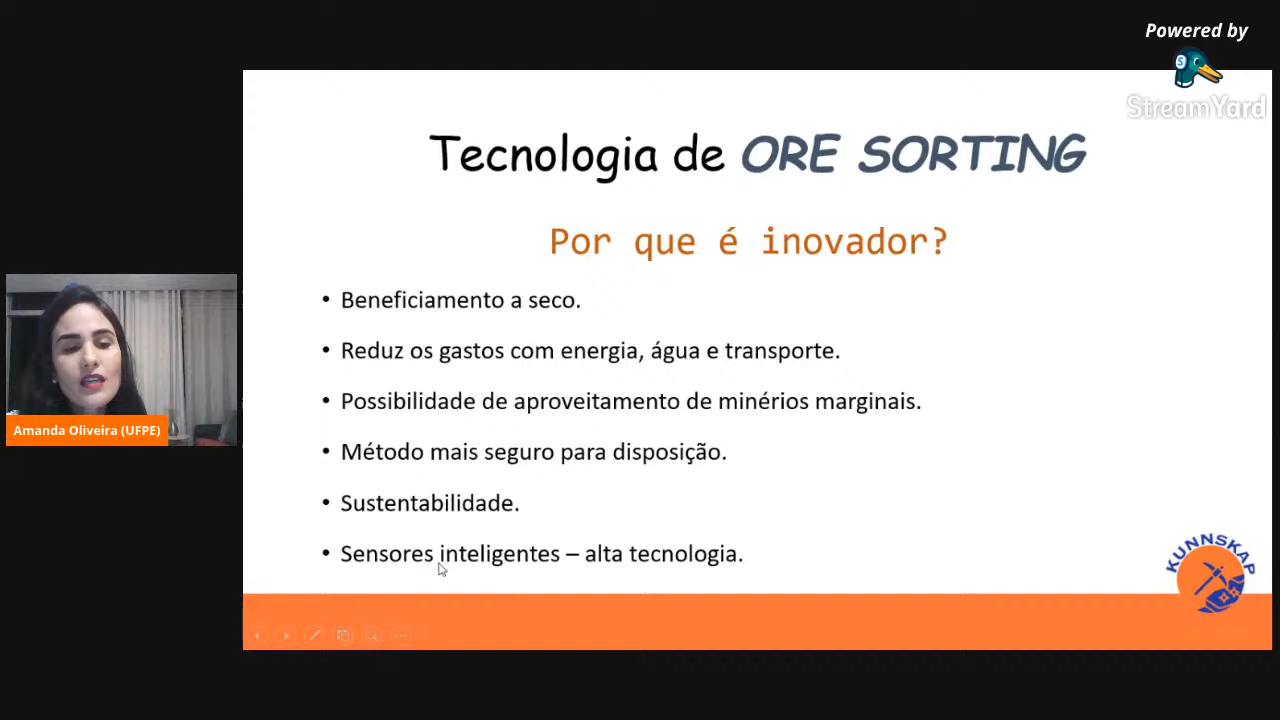 Powered by
StreamYard
Tecnologia de ORE SORTING
Por que é inovador?
• Beneficiamento a seco.
• Reduz os gastos com energia, água e transporte.
• Possibilidade de aproveitamento de minérios marginais.
• Método mais seguro para disposição.
• Sustentabilidade.
• Sensores inteligentes – alta tecnologia.
Amanda Oliveira (UFPE)
KUNNSKAP